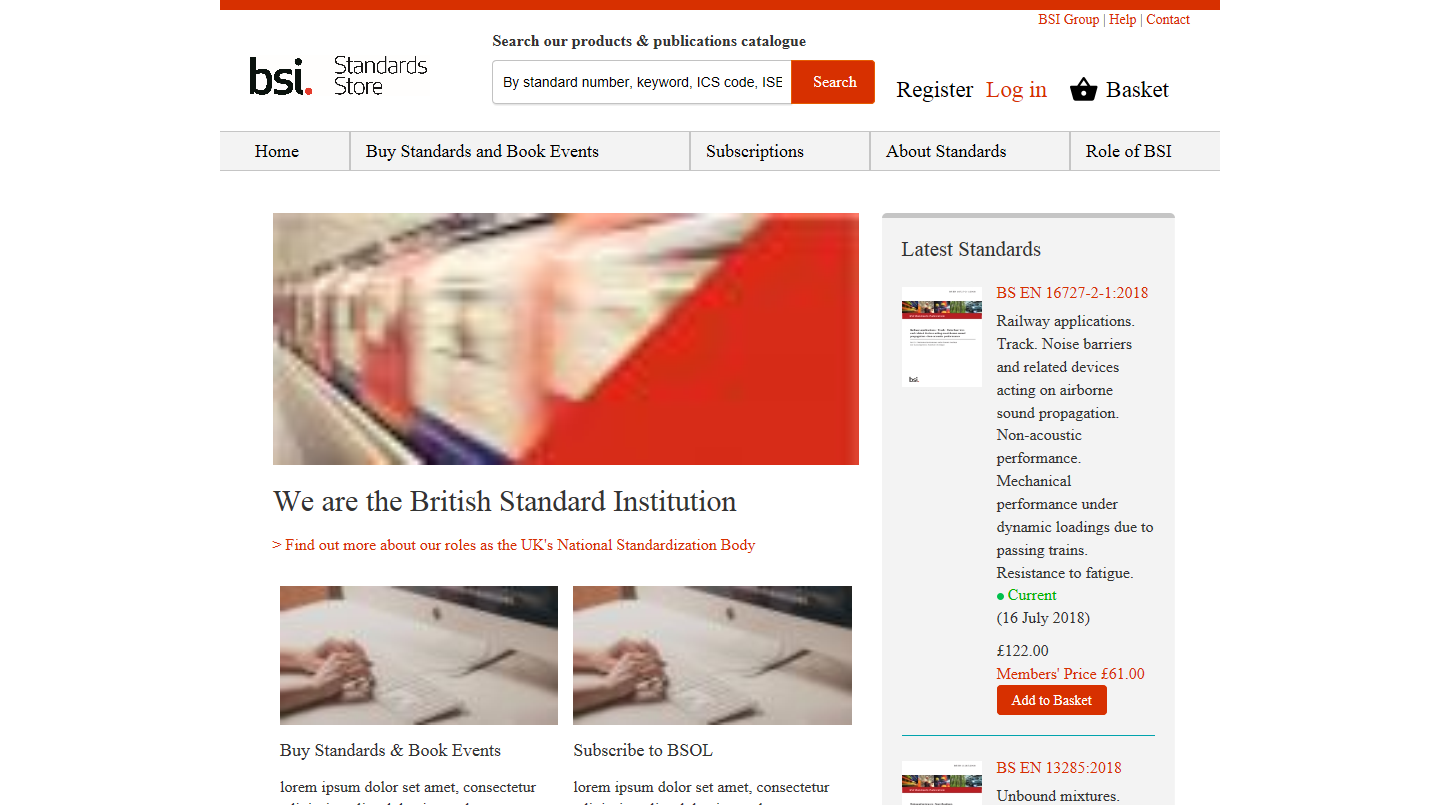 BSI Group | Help | Contact
Search our products & publications catalogue
bsi. Standards
Store
By standard number, keyword, ICS code, ISE
Search
Register Log in Basket
Home Buy Standards and Book Events Subscriptions About Standards Role of BSI
We are the British Standard Institution
> Find out more about our roles as the UK's National Standardization Body
Buy Standards & Book Events
lorem ipsum dolor set amet, consectetur
Subscribe to BSOL
lorem ipsum dolor set amet, consectetur
Latest Standards
bsi.
BS EN 16727-2-1:2018
Railway applications.
Track. Noise barriers
and related devices
acting on airborne
sound propagation.
Non-acoustic
performance.
Mechanical
performance under
dynamic loadings due to
passing trains.
Resistance to fatigue.
Current
(16 July 2018)
£122.00
Members' Price £61.00
Add to Basket
BS EN 13285:2018
Unbound mixtures.